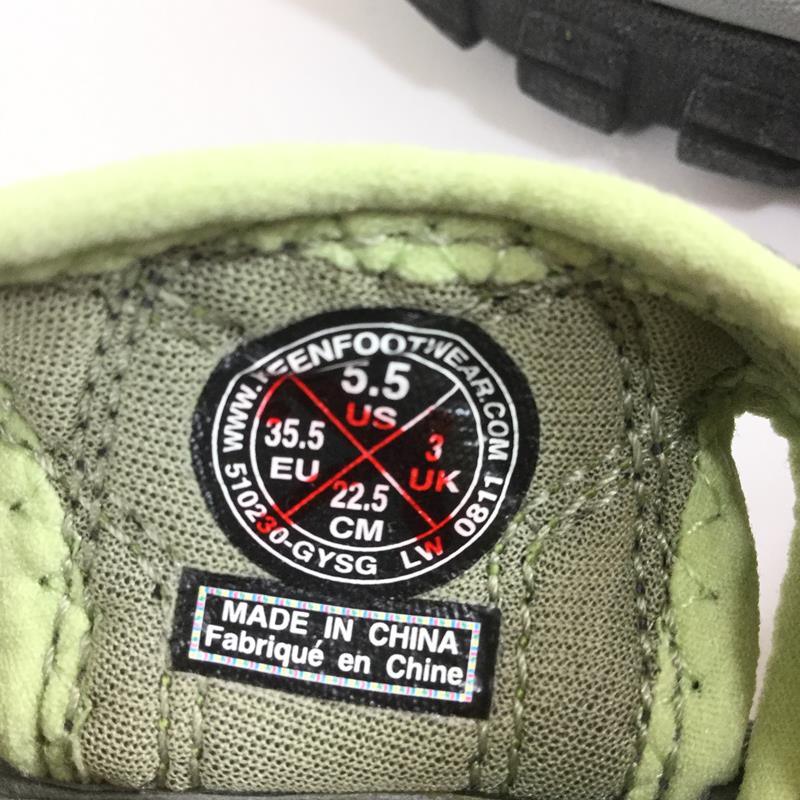 WWW.KEENFOOTWEAR.COM
5.5
US
35.5
EU
3
UK
22.5
CM
510230-GYSG LW 0811
MADE IN CHINA
Fabriqué en Chine